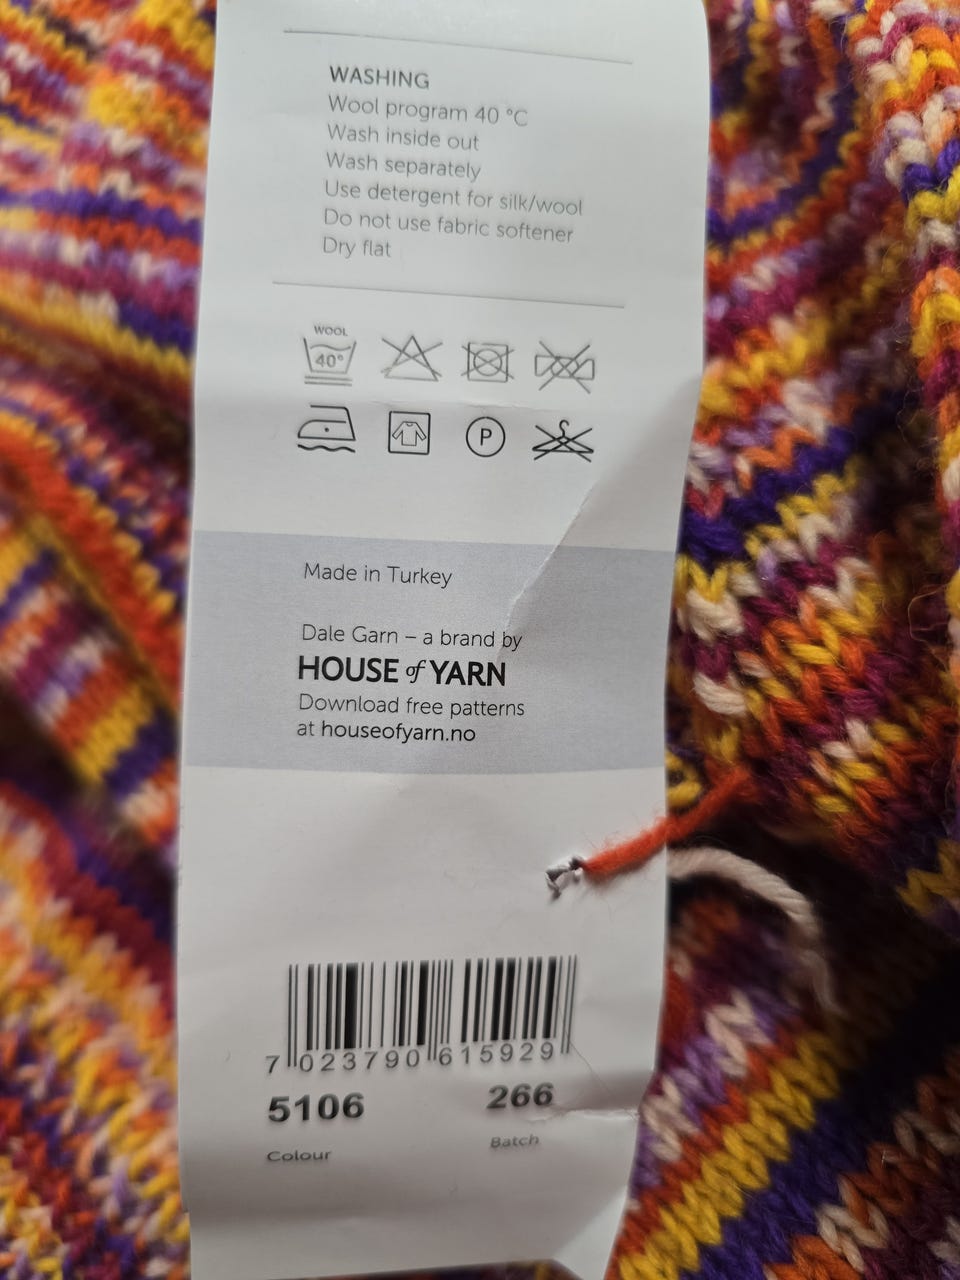 WASHING
Wool program 40 °C
Wash inside out
Wash separately
Use detergent for silk/wool
Do not use fabric softener
Dry flat
WOOL
40°
P
Made in Turkey
Dale Garn – a brand by
HOUSE of YARN
Download free patterns
at houseofyarn.no
7 023790 615929
5106 266
Colour Batch